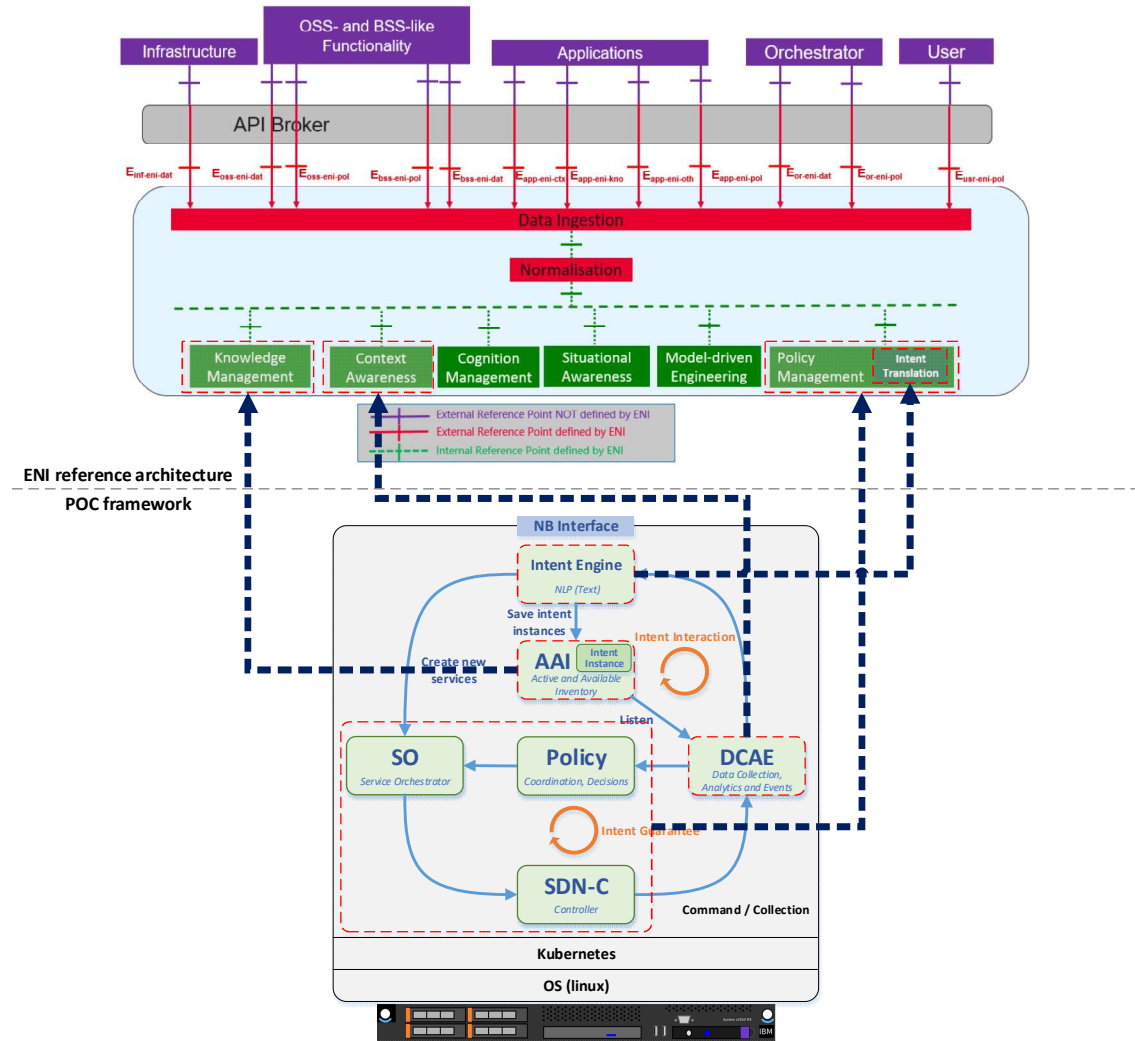 OSS- and BSS-like
Functionality
Infrastructure
Applications
Orchestrator
User
API Broker
Einf-eni-dat
Eoss-eni-dat
Eoss-eni-pol
Ebss-eni-pol
Ebss-eni-dat
Eapp-eni-ctx
Eapp-eni-kno
Eapp-eni-oth
Eapp-eni-pol
Eor-eni-dat
Eor-eni-pol
Eusr-eni-pol
Data Ingestion
Normalisation
Knowledge
Management
Context
Awareness
Cognition
Management
Situational
Awareness
Model-driven
Engineering
Policy
Management
Intent
Translation
External Reference Point NOT defined by ENI
External Reference Point defined by ENI
Internal Reference Point defined by ENI
ENI reference architecture
POC framework
NB Interface
Intent Engine
NLP (Text)
Save intent
instances
Intent Interaction
AAI
Intent
Instance
Active and Available
Inventory
Create new
services
Listen
SO
Service Orchestrator
Policy
Coordination, Decisions
DCAE
Data Collection,
Analytics and Events
Intent Guarantee
SDN-C
Controller
Command / Collection
Kubernetes
OS (linux)
IBM